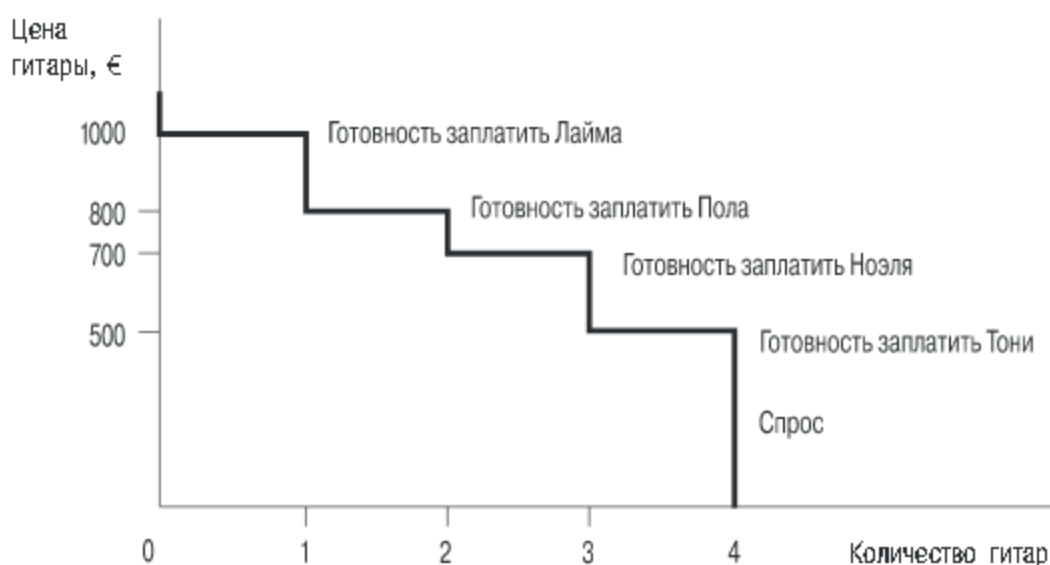 Цена
гитары, €
1000
Готовность заплатить Лайма
800
Готовность заплатить Пола
700
Готовность заплатить Ноэля
500
Готовность заплатить Тони
Спрос
0
1
2
3
4
Количество гитар